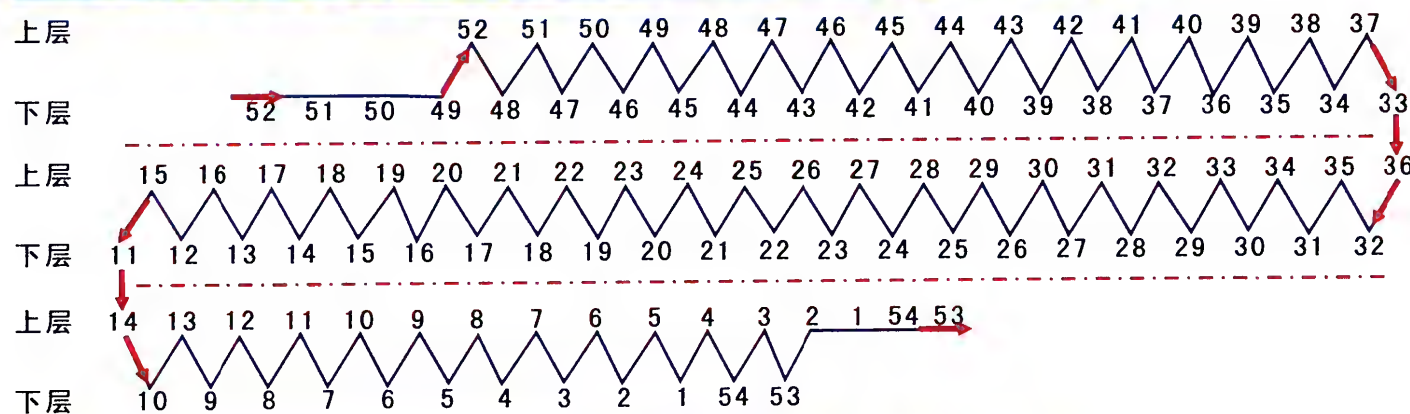 上层 52 51 50 49 48 47 46 45 44 43 42 41 40 39 38 37
下层 52 51 50 49 48 47 46 45 44 43 42 41 40 39 38 37 36 35 34 33
上层 15 16 17 18 19 20 21 22 23 24 25 26 27 28 29 30 31 32 33 34 35 36
下层 11 12 13 14 15 16 17 18 19 20 21 22 23 24 25 26 27 28 29 30 31 32
上层 14 13 12 11 10 9 8 7 6 5 4 3 2 1 54 53
下层 10 9 8 7 6 5 4 3 2 1 54 53